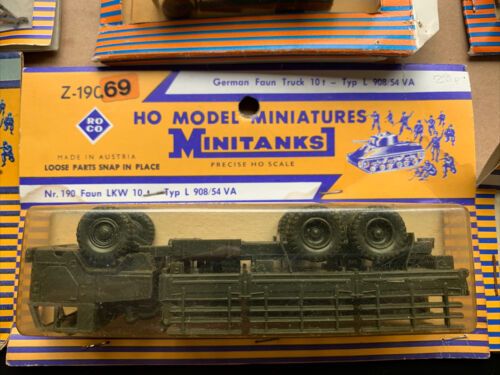 Z-190
69
German Faun Truck 10 t - Typ L 908/54 VA
ROCO
HO MODEL MINIATURES
MINITANKS
MADE IN AUSTRIA
PRECISE HO SCALE
LOOSE PARTS SNAP IN PLACE
Nr. 190 Faun LKW 10 t - Typ L 908/54 VA